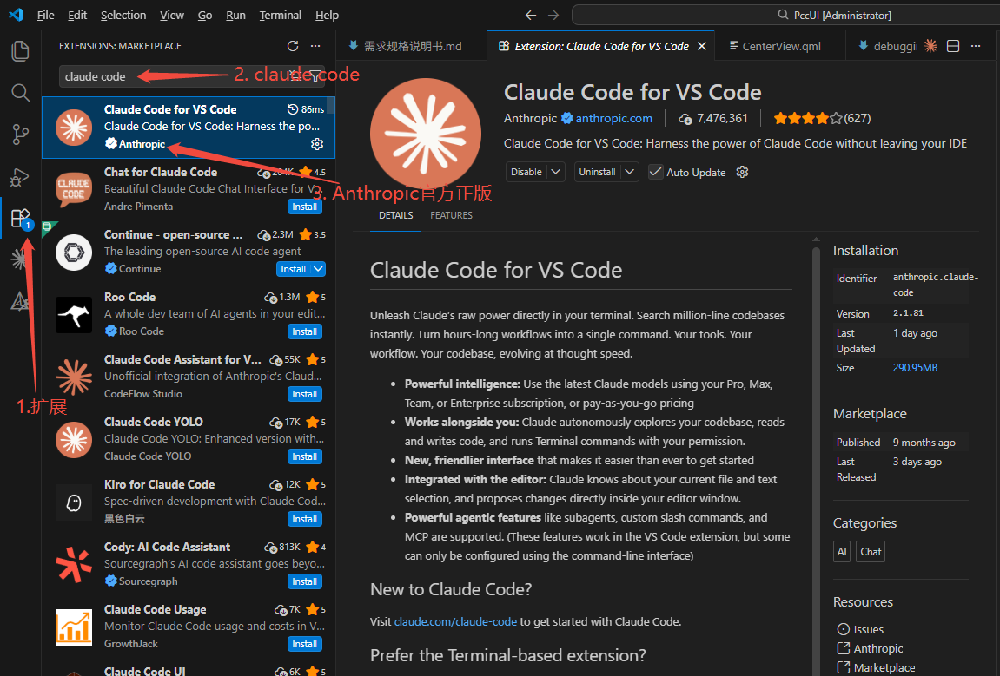 File Edit Selection View Go Run Terminal Help
PccUI [Administrator]
EXTENSIONS: MARKETPLACE
需求规格说明书.md
Extension: Claude Code for VS Code
CenterView.qml
claude code
2. claude code
Claude Code for VS Code 86ms
Claude Code for VS Code: Harness the po...
Anthropic
Chat for Claude Code 4.5
Beautiful Claude Code Chat Interface for V
Andre Pimenta Install
3. Anthropic官方正版
1
Continue - open-source ... 2.3M 3.5
The leading open-source AI code agent
Continue Install
Roo Code 1.3M 5
A whole dev team of AI agents in your edit...
Roo Code Install
Claude Code Assistant for V... 55K 5
Unofficial integration of Anthropic's Claud...
CodeFlow Studio Install
1.扩展
Claude Code YOLO 17K 5
Claude Code YOLO: Enhanced version with...
Claude Code YOLO Install
Kiro for Claude Code 12K 5
Spec-driven development with Claude Cod...
黑色白云 Install
Cody: AI Code Assistant 813K 4
Sourcegraph's AI code assistant goes beyo...
Sourcegraph Install
Claude Code Usage 7K 5
Monitor Claude Code usage and costs in V...
GrowthJack Install
Claude Code UI 6K 5
CLAUDE
CODE
Claude Code for VS Code
Anthropic anthropic.com 7,476,361 (627)
Claude Code for VS Code: Harness the power of Claude Code without leaving your IDE
Disable Uninstall Auto Update
DETAILS FEATURES
Claude Code for VS Code
Unleash Claude's raw power directly in your terminal. Search million-line codebases
instantly. Turn hours-long workflows into a single command. Your tools. Your
workflow. Your codebase, evolving at thought speed.
• Powerful intelligence: Use the latest Claude models using your Pro, Max,
Team, or Enterprise subscription, or pay-as-you-go pricing
• Works alongside you: Claude autonomously explores your codebase, reads
and writes code, and runs Terminal commands with your permission.
• New, friendlier interface that makes it easier than ever to get started
• Integrated with the editor: Claude knows about your current file and text
selection, and proposes changes directly inside your editor window.
• Powerful agentic features like subagents, custom slash commands, and
MCP are supported. (These features work in the VS Code extension, but some
can only be configured using the command-line interface)
New to Claude Code?
Visit claude.com/claude-code to get started with Claude Code.
Prefer the Terminal-based extension?
Installation
Identifier anthropic.claude-
code
Version 2.1.81
Last 1 day ago
Updated
Size 290.95MB
Marketplace
Published 9 months ago
Last 3 days ago
Released
Categories
AI Chat
Resources
Issues
Anthropic
Marketplace